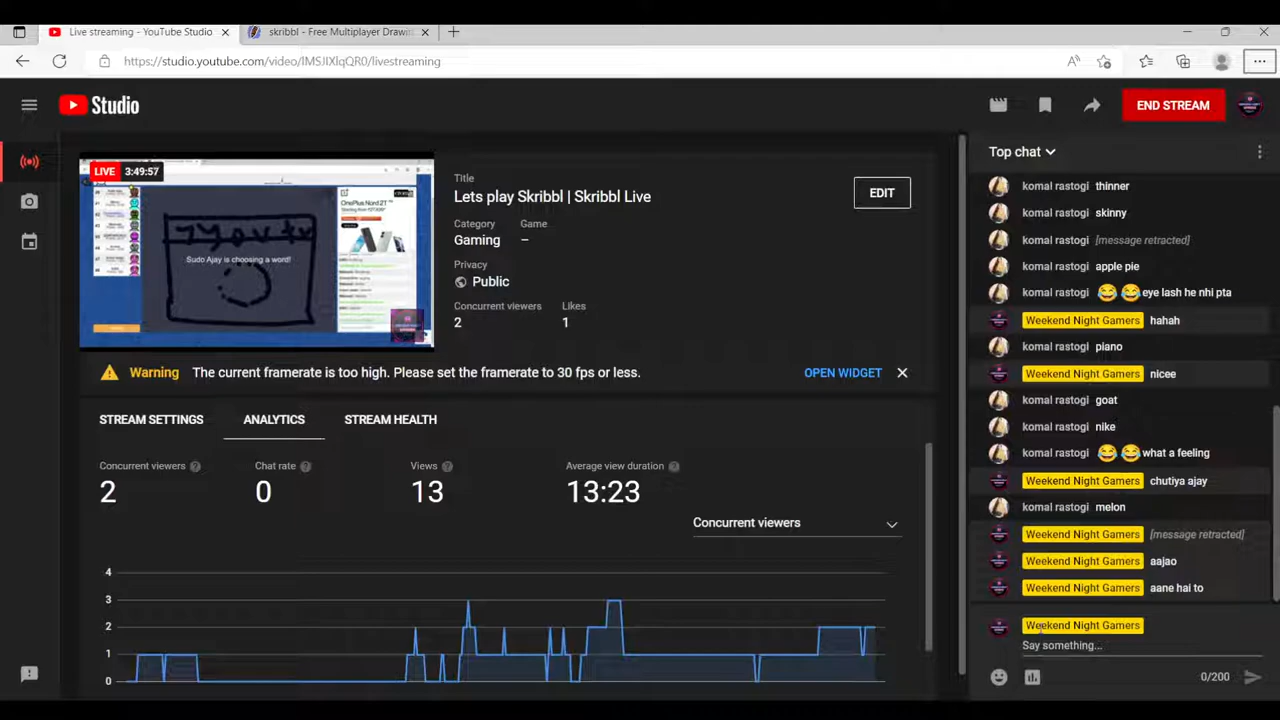 Live streaming - YouTube Studio
skribbl - Free Multiplayer Drawin
https://studio.youtube.com/video/lMSJIXlqQR0/livestreaming
Studio
END STREAM
LIVE 3:49:57
Sudo Ajay is choosing a word!
OnePlus Nord 2T
Title
Lets play Skribbl | Skribbl Live
EDIT
Category
Game
Gaming
–
Privacy
Public
Concurrent viewers
Likes
2
1
Warning The current framerate is too high. Please set the framerate to 30 fps or less.
OPEN WIDGET
STREAM SETTINGS
ANALYTICS
STREAM HEALTH
Concurrent viewers
Chat rate
Views
Average view duration
2
0
13
13:23
Concurrent viewers
4
3
2
1
0
Top chat
komal rastogi thinner
komal rastogi skinny
komal rastogi [message retracted]
komal rastogi apple pie
komal rastogi 😂 😂 eye lash he nhi pta
Weekend Night Gamers hahah
komal rastogi piano
Weekend Night Gamers nicee
komal rastogi goat
komal rastogi nike
komal rastogi 😂 😂 what a feeling
Weekend Night Gamers chutiya ajay
komal rastogi melon
Weekend Night Gamers [message retracted]
Weekend Night Gamers aajao
Weekend Night Gamers aane hai to
Weekend Night Gamers
Say something...
0/200